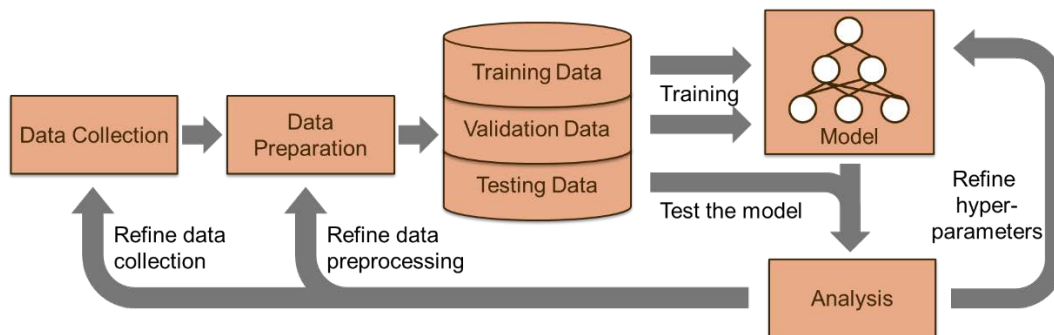 Data Collection
Data
Preparation
Training Data
Validation Data
Testing Data
Training
Test the model
Model
Refine
hyper-
parameters
Refine data
collection
Refine data
preprocessing
Analysis